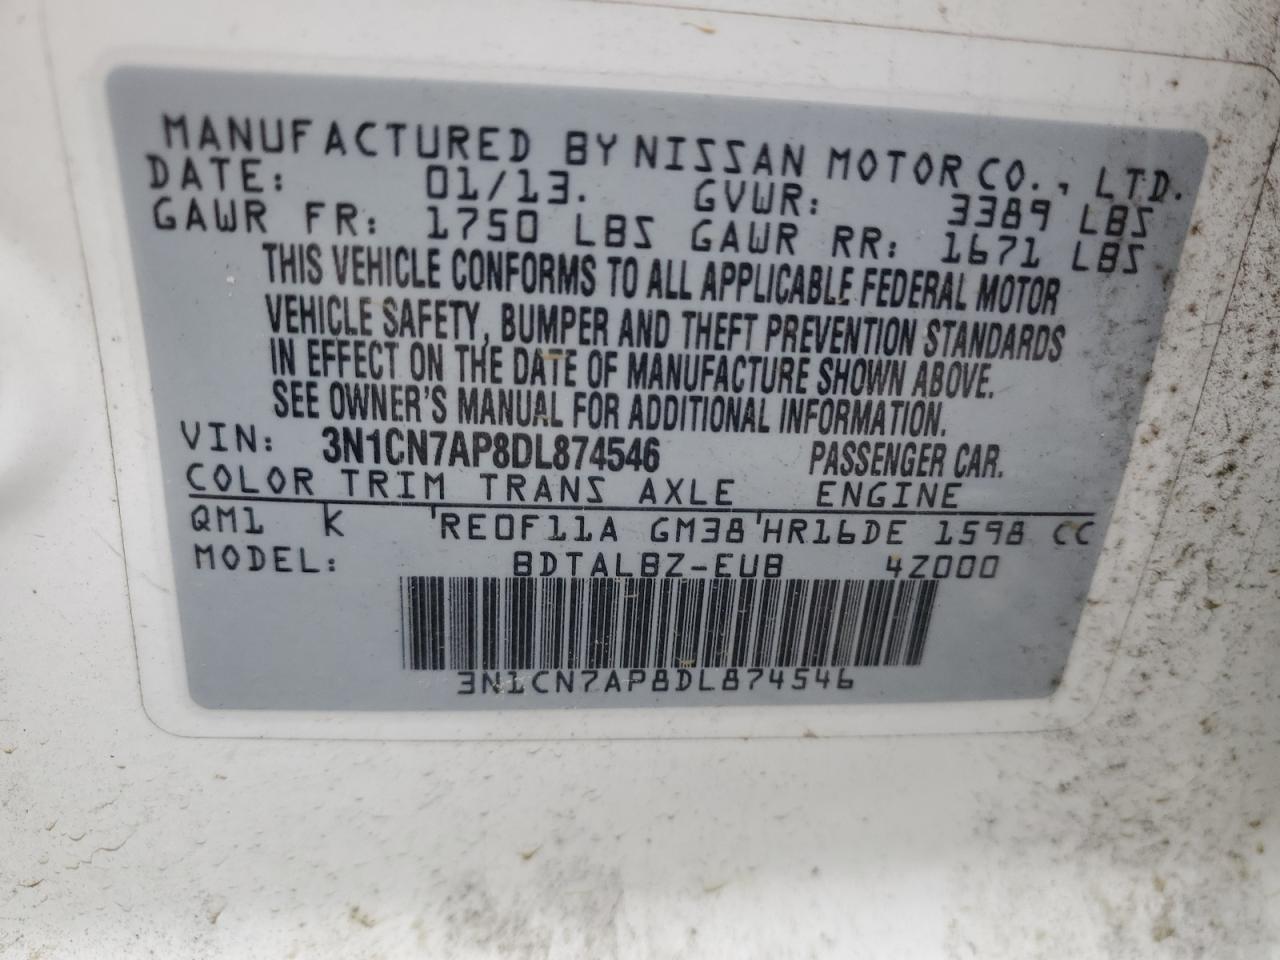 MANUFACTURED BY NISSAN MOTOR CO., LTD.
DATE: 01/13. GVWR: 3389 LBS
GAWR FR: 1750 LBS GAWR RR: 1671 LBS
THIS VEHICLE CONFORMS TO ALL APPLICABLE FEDERAL MOTOR
VEHICLE SAFETY, BUMPER AND THEFT PREVENTION STANDARDS
IN EFFECT ON THE DATE OF MANUFACTURE SHOWN ABOVE.
SEE OWNER'S MANUAL FOR ADDITIONAL INFORMATION.
VIN: 3N1CN7AP8DL874546 PASSENGER CAR.
COLOR TRIM TRANS AXLE ENGINE
QM1 K 'RE0F11A GM38'HR16DE 1598 CC
MODEL: BDTALBZ-EUB 4Z000
3N1CN7AP8DL874546